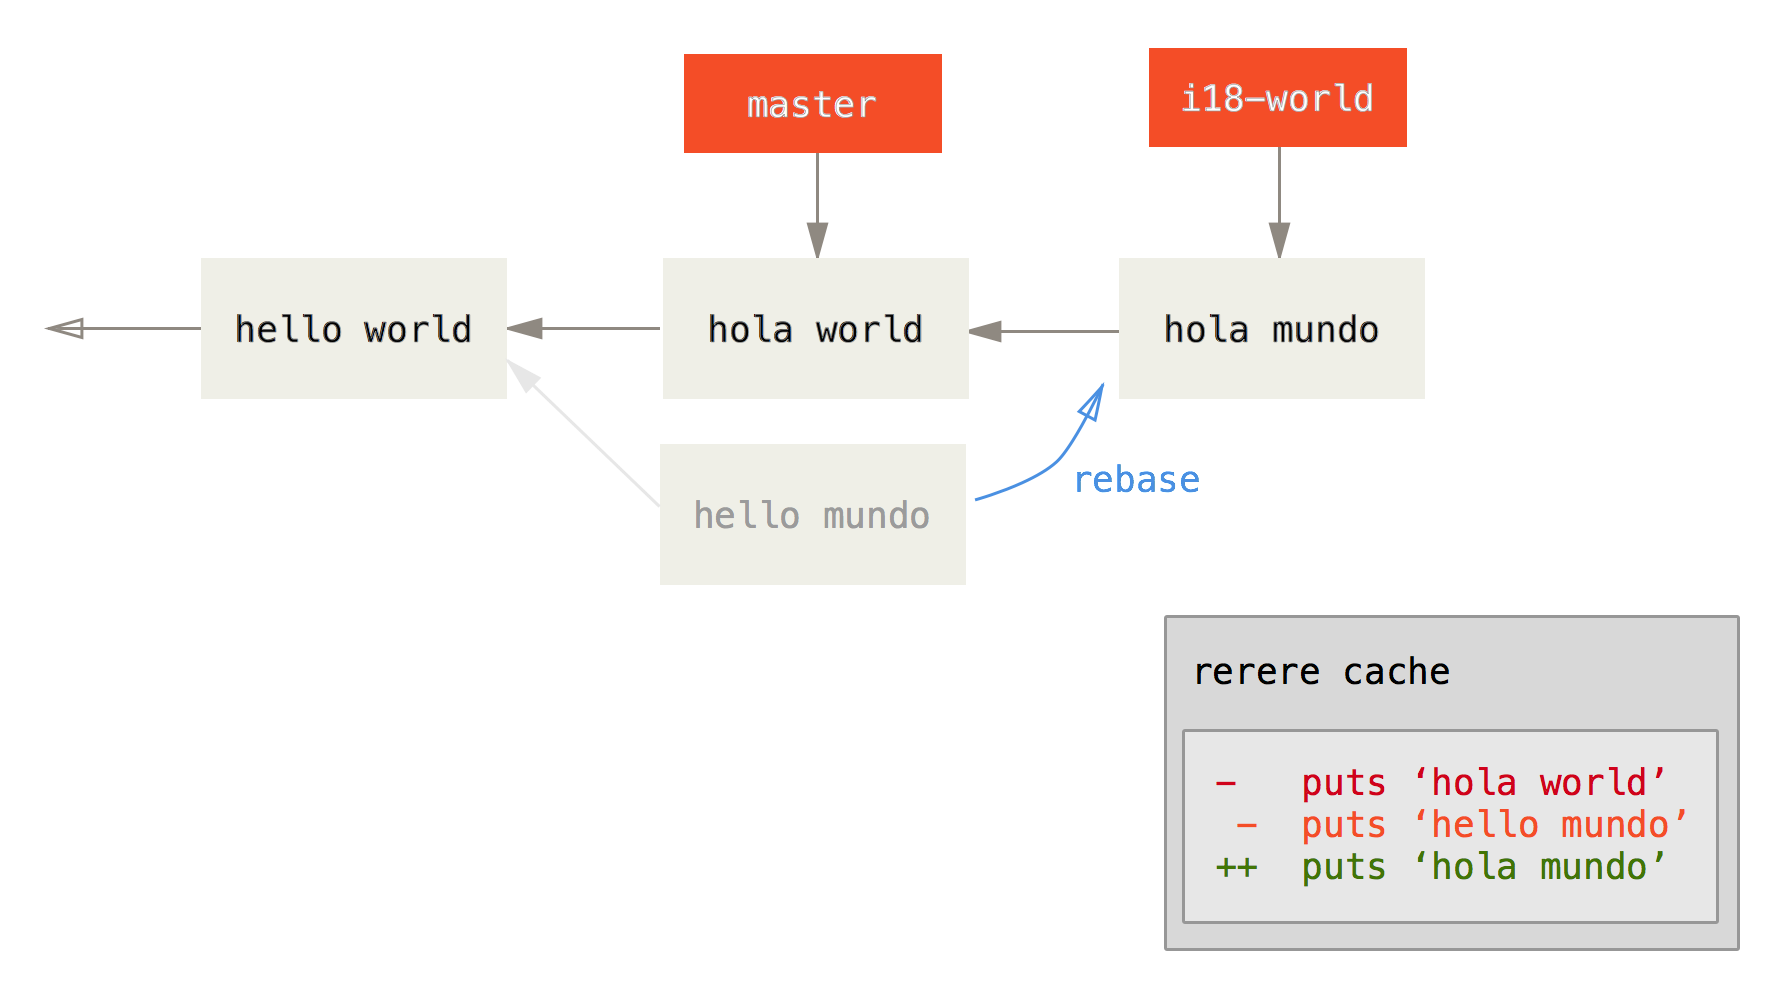 master
i18-world
hello world
hola world
hola mundo
hello mundo
rebase
rerere cache
-   puts ‘hola world’
 -  puts ‘hello mundo’
++  puts ‘hola mundo’